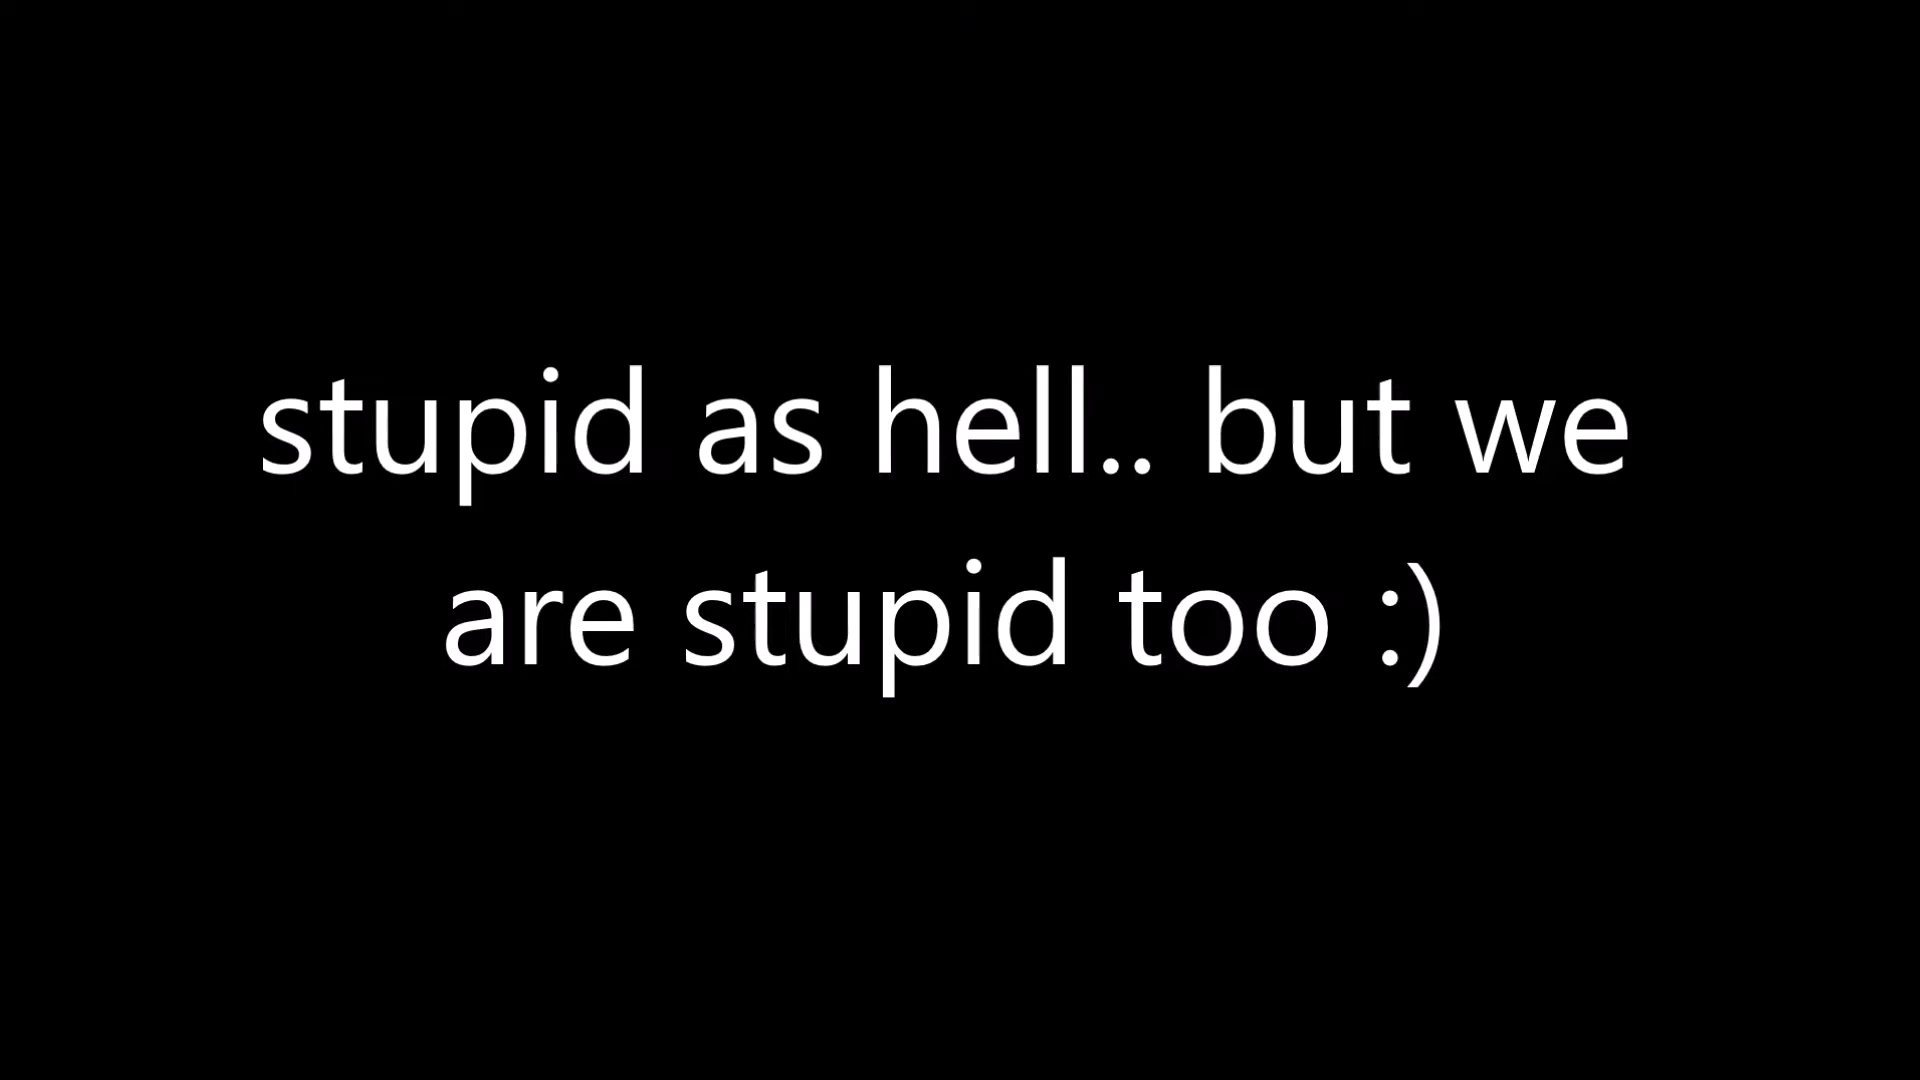 stupid as hell.. but we
are stupid too :)